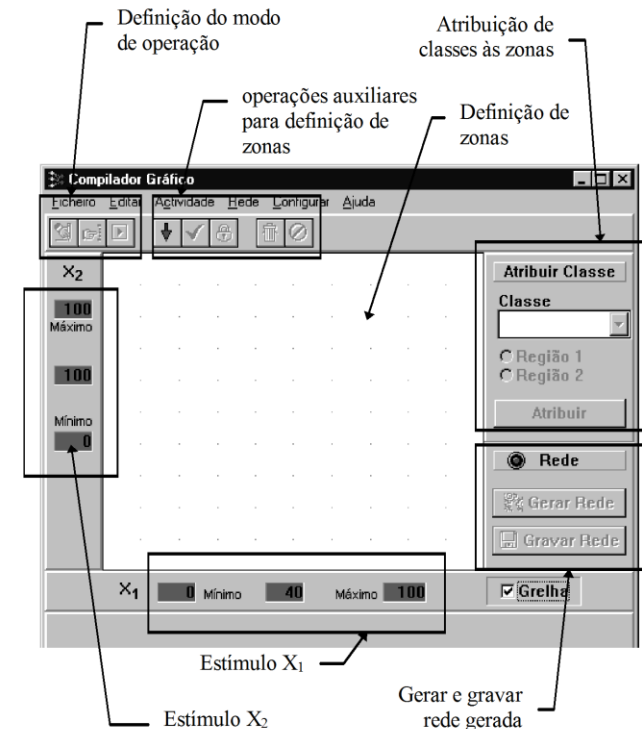 Definição do modo
de operação
Atribuição de
classes às zonas
operações auxiliares
para definição de
zonas
Definição de
zonas
Compilador Gráfico
Ficheiro Editar Actividade Rede Configurar Ajuda
X2
100
Máximo
100
Mínimo
0
Atribuir Classe
Classe
Região 1
Região 2
Atribuir
Rede
Gerar Rede
Gravar Rede
X1 0 Mínimo 40 Máximo 100
Grelha
Estímulo X1
Estímulo X2
Gerar e gravar
rede gerada